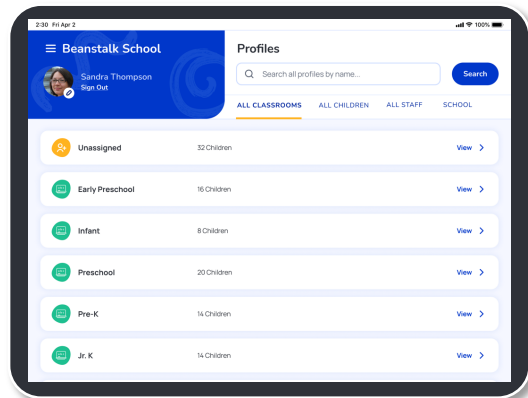 2:30 Fri Apr 2
100%
Beanstalk School
Sandra Thompson
Sign Out
Profiles
Search all profiles by name...
Search
ALL CLASSROOMS ALL CHILDREN ALL STAFF SCHOOL
Unassigned 32 Children View
Early Preschool 16 Children View
Infant 8 Children View
Preschool 20 Children View
Pre-K 14 Children View
Jr. K 14 Children View